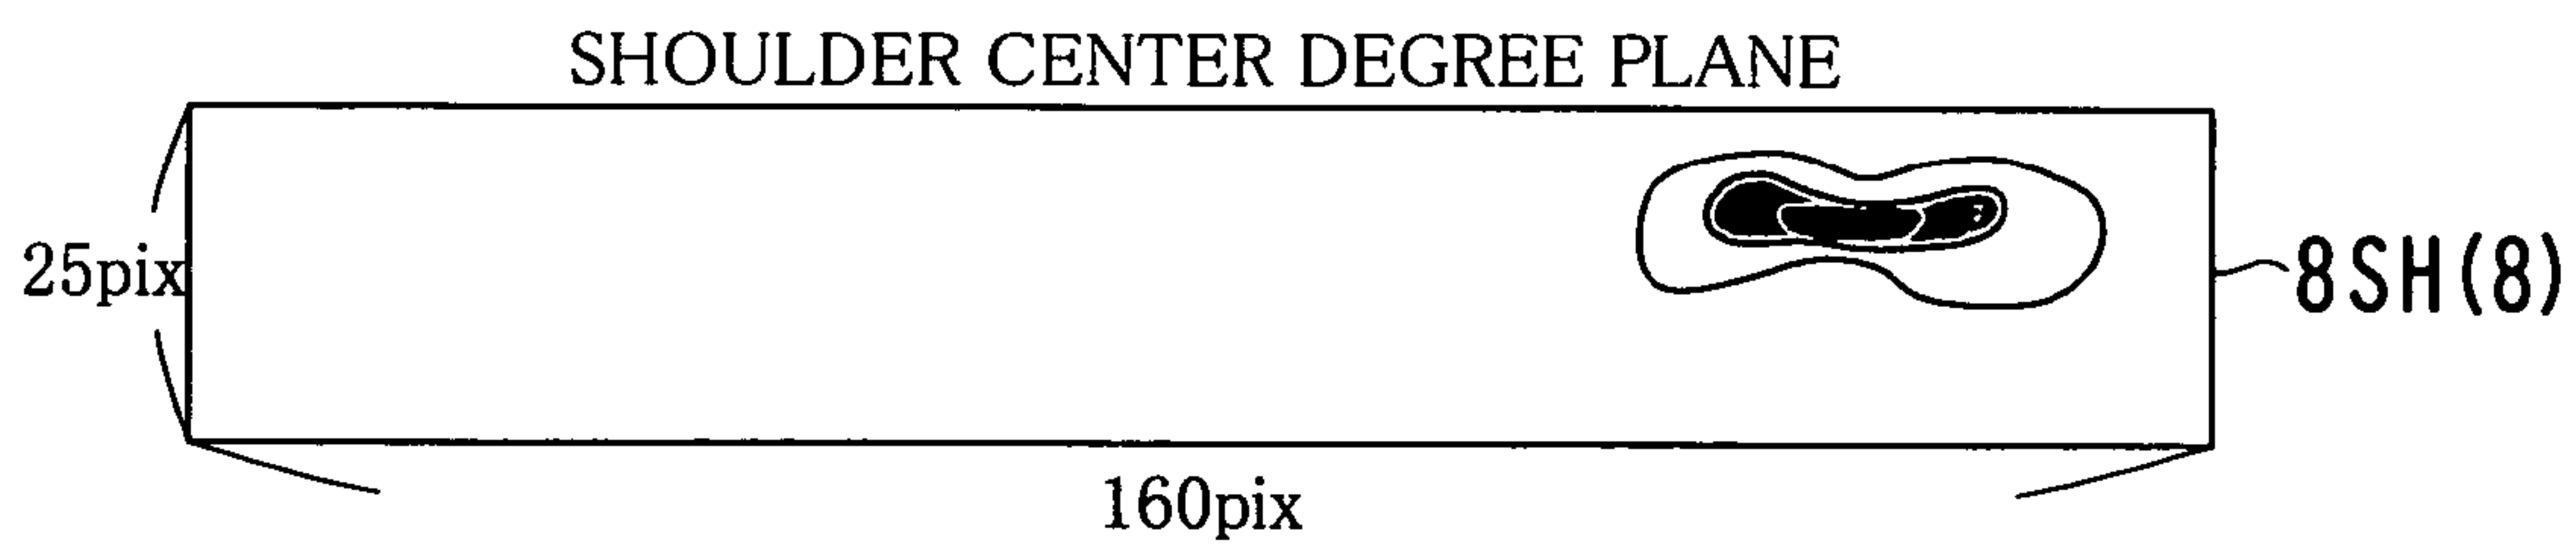 SHOULDER CENTER DEGREE PLANE
25pix
8SH(8)
160pix